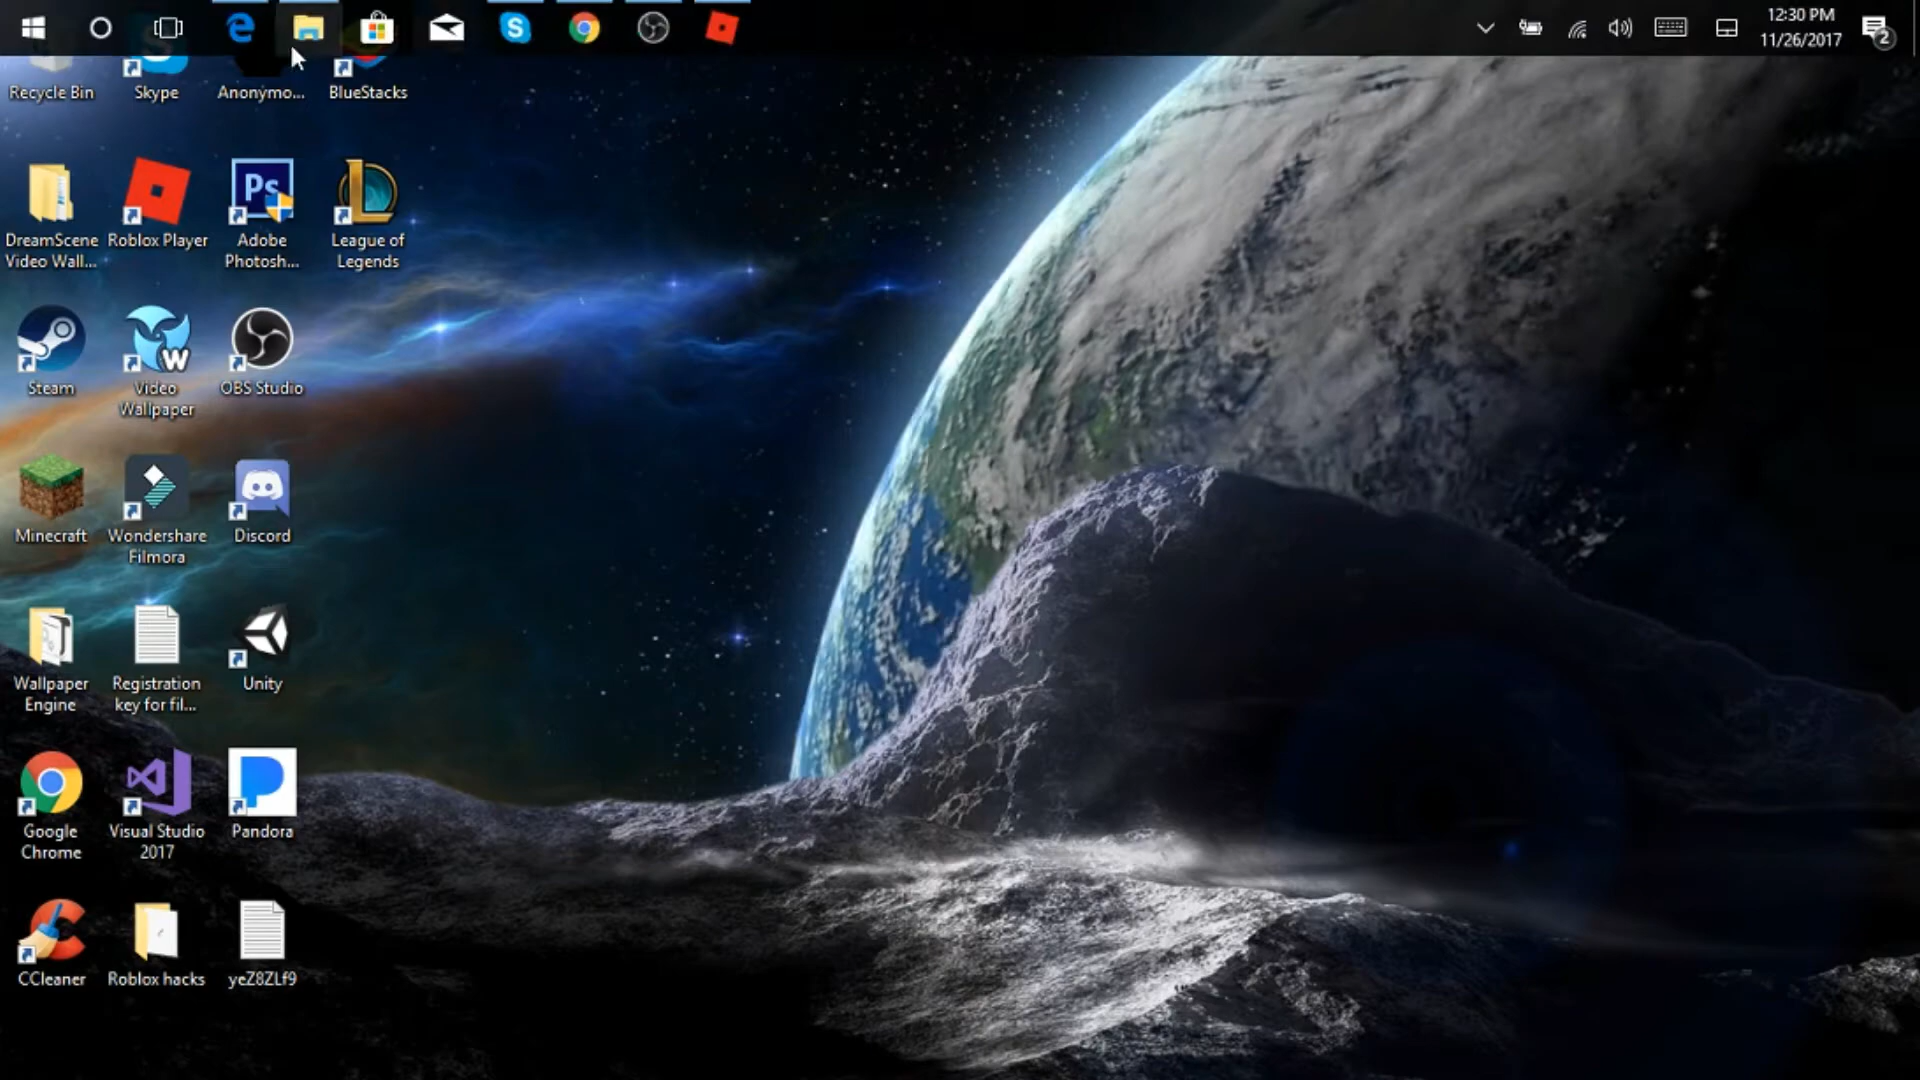 12:30 PM
11/26/2017
2
Recycle Bin
Skype
Anonymo...
BlueStacks
DreamScene
Video Wall...
Roblox Player
Ps
Adobe
Photosh...
League of
Legends
Steam
W
Video
Wallpaper
OBS Studio
Minecraft
Wondershare
Filmora
Discord
Wallpaper
Engine
Registration
key for fil...
Unity
Google
Chrome
Visual Studio
2017
Pandora
CCleaner
Roblox hacks
yeZ8ZLf9